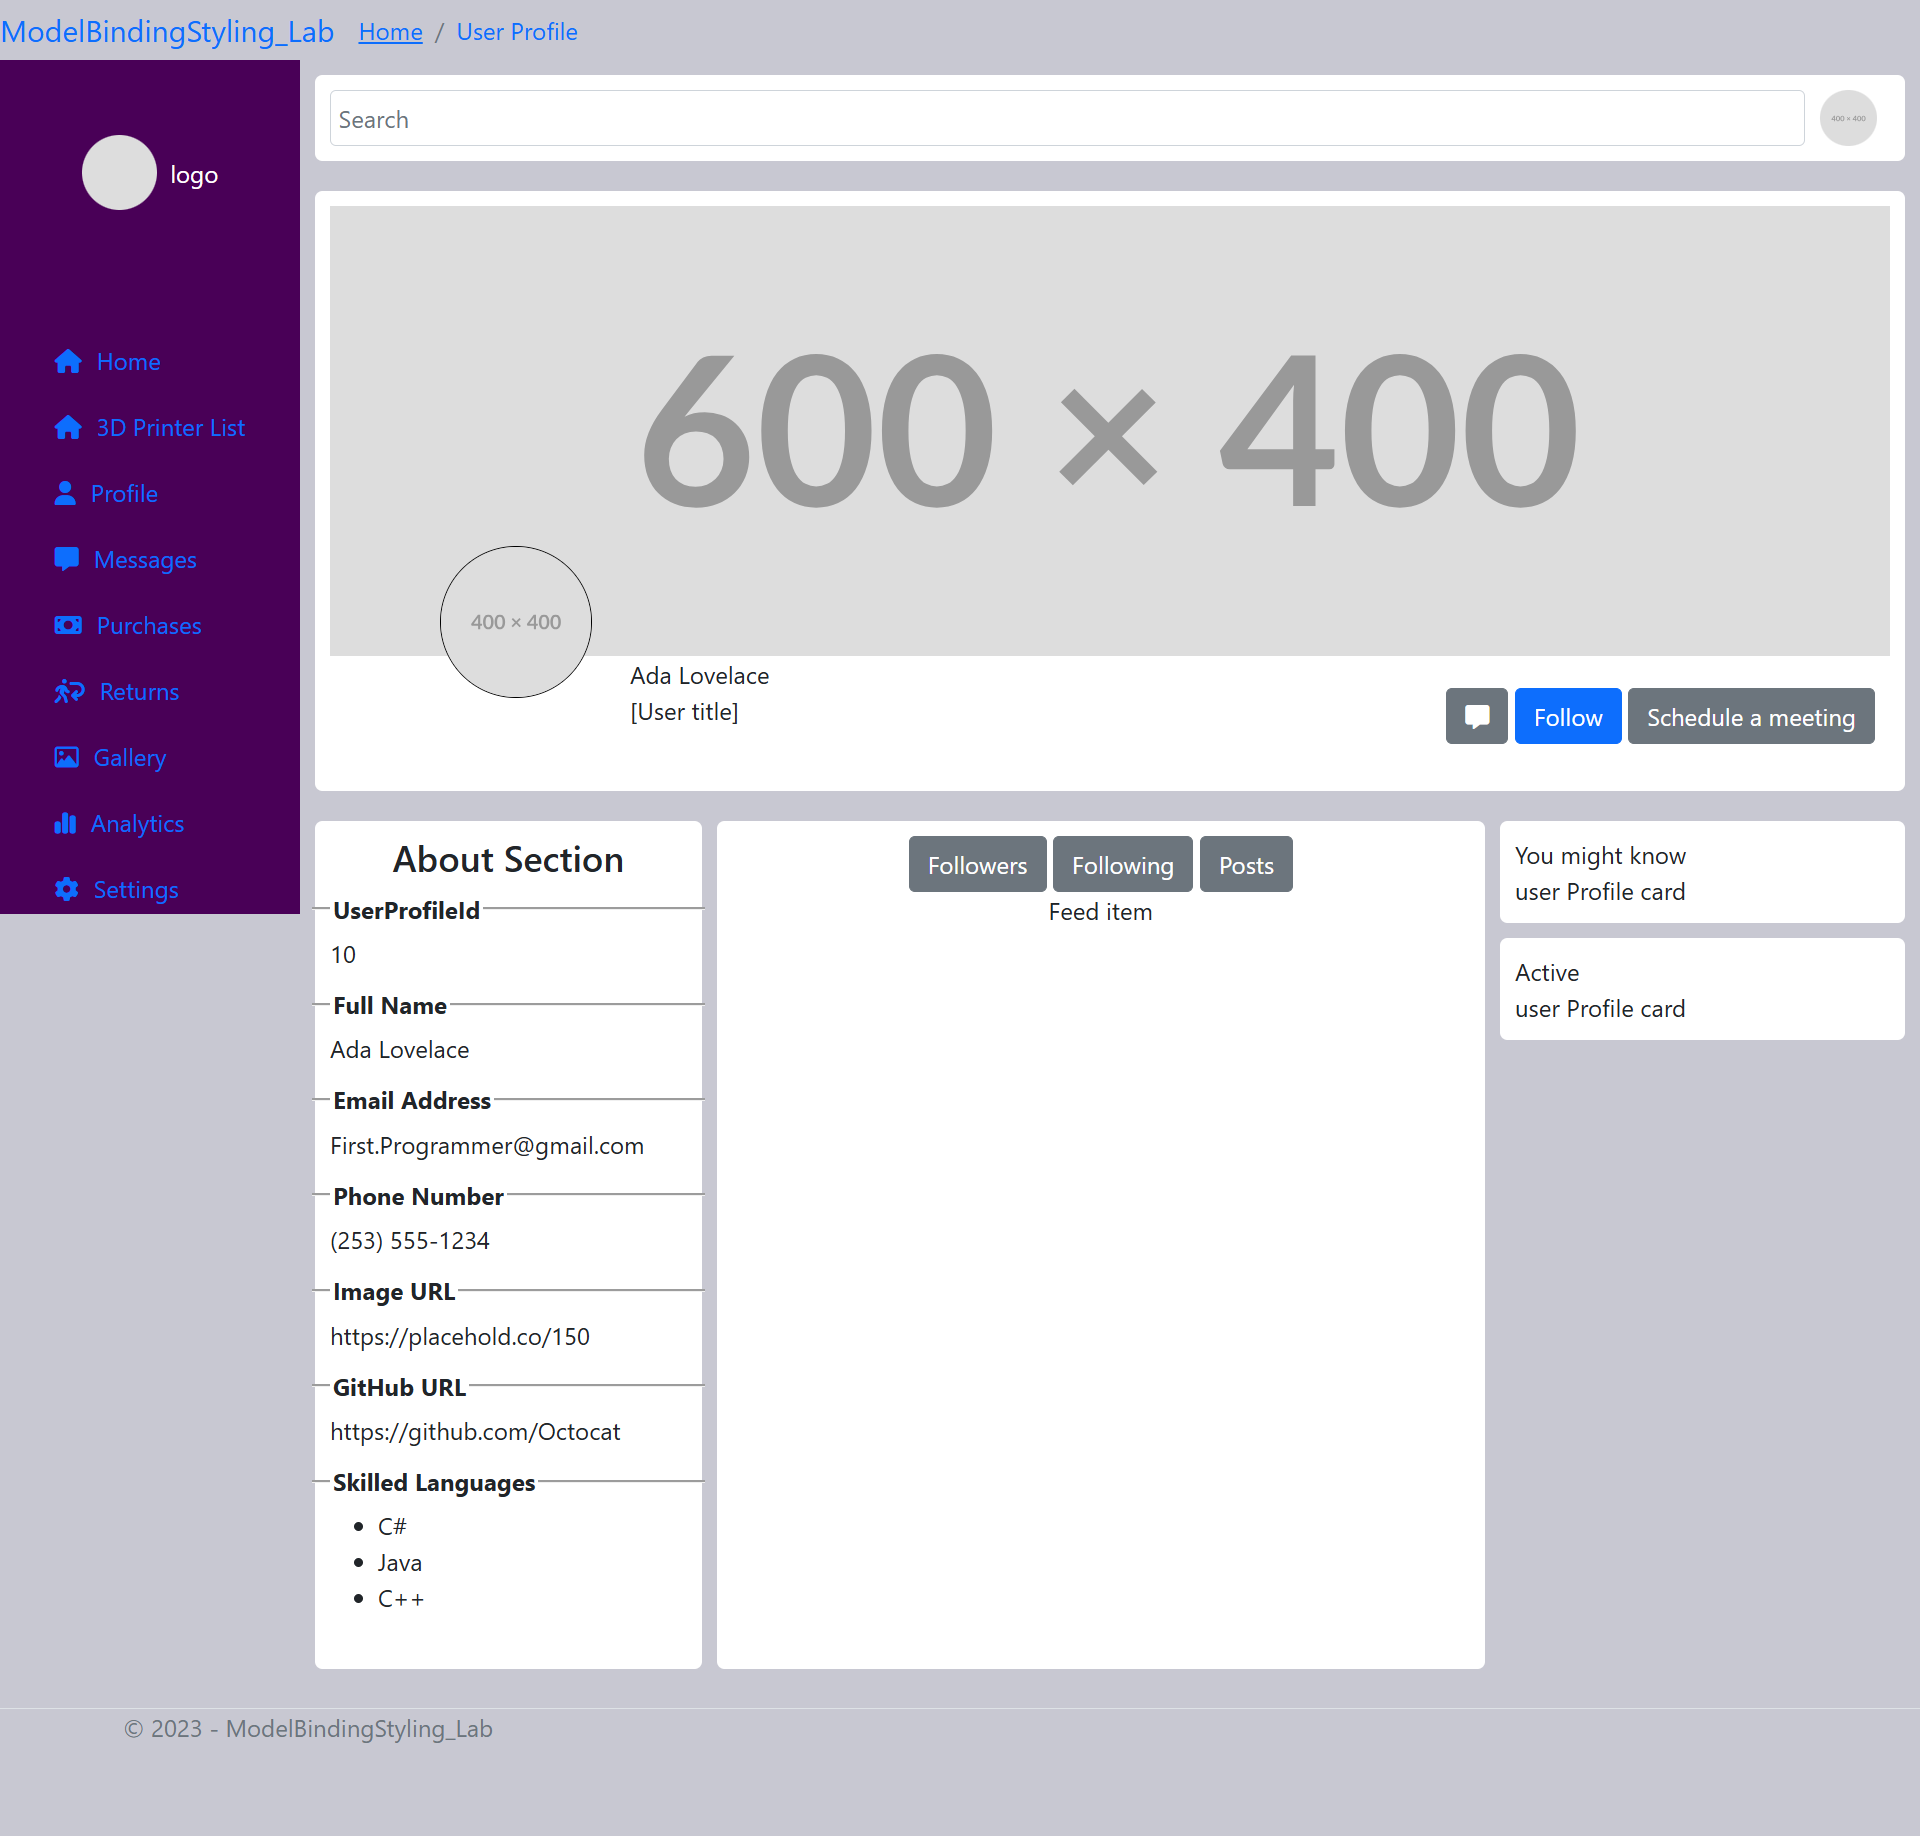 ModelBindingStyling_Lab Home / User Profile
logo
Home
3D Printer List
Profile
Messages
Purchases
Returns
Gallery
Analytics
Settings
Search
400 × 400
600 × 400
400 × 400
Ada Lovelace
[User title]
Follow
Schedule a meeting
About Section
UserProfileId
10
Full Name
Ada Lovelace
Email Address
First.Programmer@gmail.com
Phone Number
(253) 555-1234
Image URL
https://placehold.co/150
GitHub URL
https://github.com/Octocat
Skilled Languages
C#
Java
C++
Followers
Following
Posts
Feed item
You might know
user Profile card
Active
user Profile card
© 2023 - ModelBindingStyling_Lab